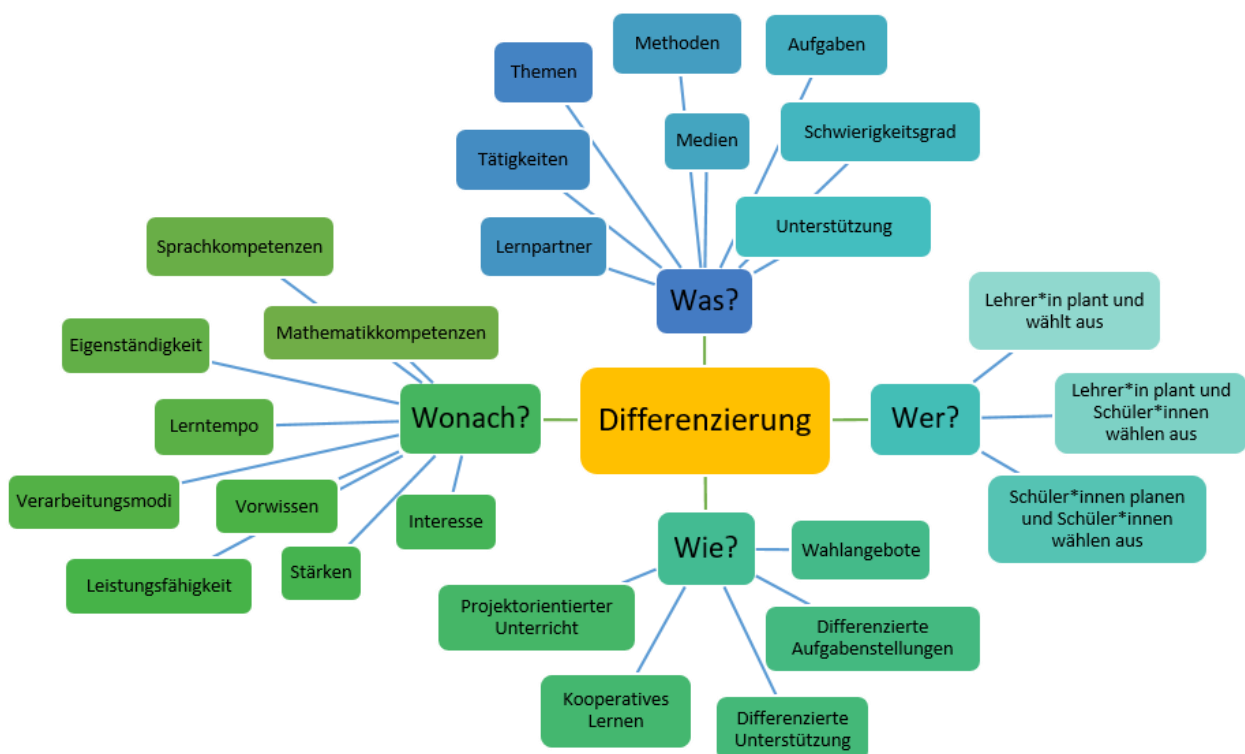 Methoden
Aufgaben
Themen
Medien
Schwierigkeitsgrad
Tätigkeiten
Unterstützung
Lernpartner
Was?
Sprachkompetenzen
Mathematikkompetenzen
Eigenständigkeit
Lerntempo
Wonach?
Verarbeitungsmodi
Vorwissen
Interesse
Leistungsfähigkeit
Stärken
Differenzierung
Wer?
Lehrer*in plant und
wählt aus
Lehrer*in plant und
Schüler*innen
wählen aus
Schüler*innen planen
und Schüler*innen
wählen aus
Wie?
Wahlangebote
Projektorientierter
Unterricht
Differenzierte
Aufgabenstellungen
Kooperatives
Lernen
Differenzierte
Unterstützung